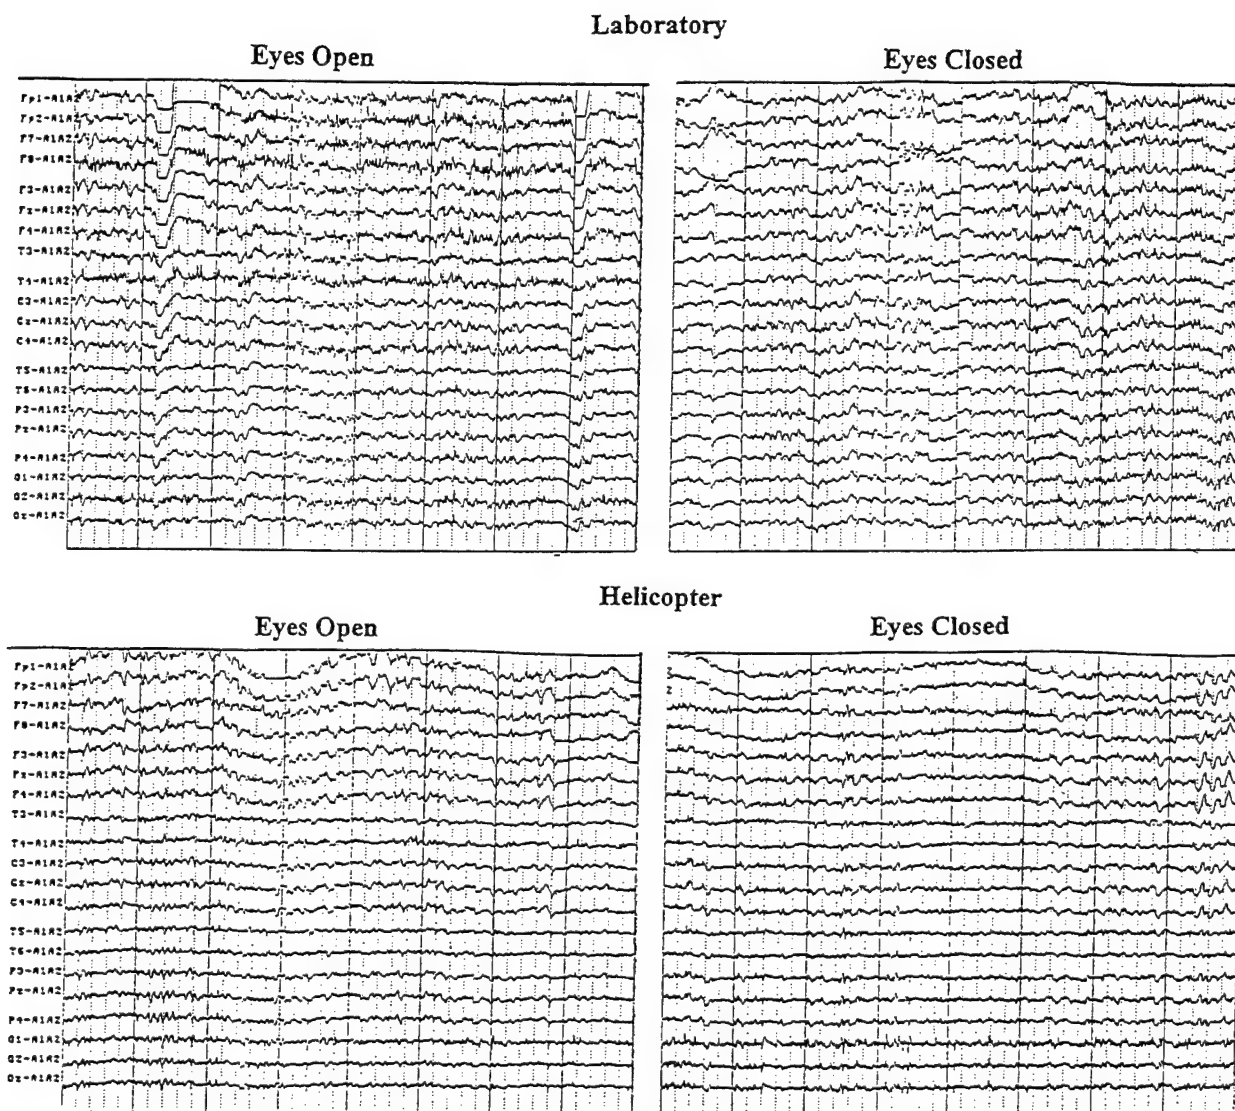 Laboratory
Eyes Open
Eyes Closed
Fp1-A1A2
Fp2-A1A2
F7-A1A2
F8-A1A2
F3-A1A2
Fz-A1A2
F4-A1A2
T3-A1A2
T4-A1A2
C3-A1A2
Cz-A1A2
C4-A1A2
T5-A1A2
T6-A1A2
P3-A1A2
Pz-A1A2
P4-A1A2
O1-A1A2
O2-A1A2
Oz-A1A2
Helicopter
Eyes Open
Eyes Closed
Fp1-A1A2
Fp2-A1A2
F7-A1A2
F8-A1A2
F3-A1A2
Fz-A1A2
F4-A1A2
T3-A1A2
T4-A1A2
C3-A1A2
Cz-A1A2
C4-A1A2
T5-A1A2
T6-A1A2
P3-A1A2
Pz-A1A2
P4-A1A2
O1-A1A2
O2-A1A2
Oz-A1A2